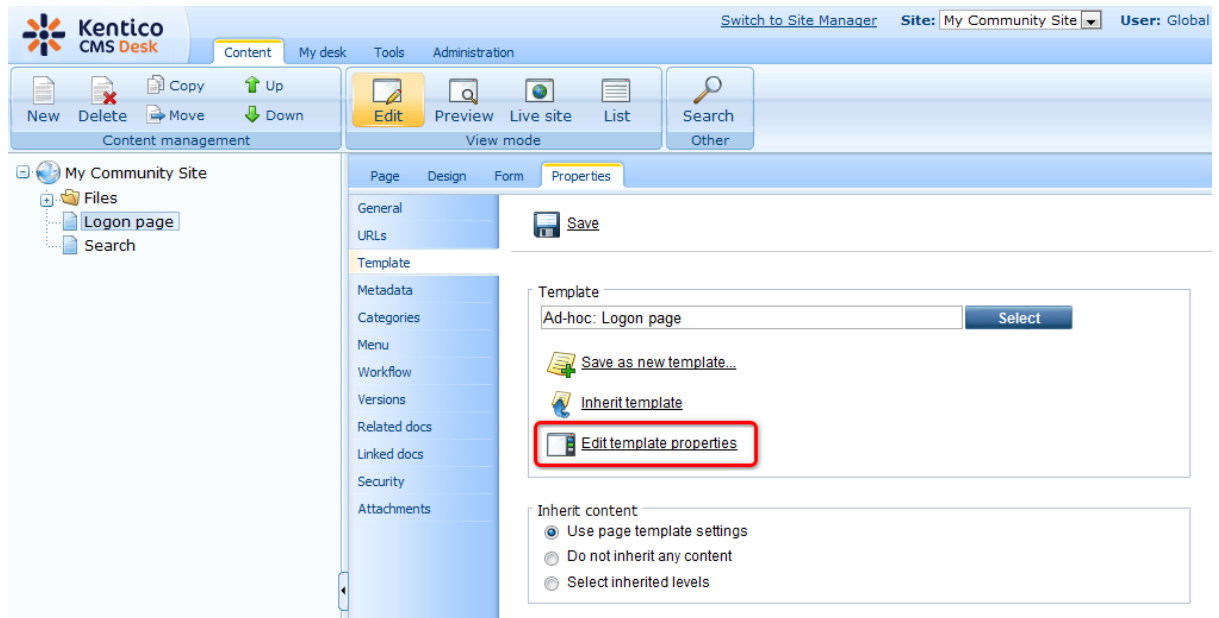 Kentico
CMS Desk
Switch to Site Manager Site: My Community Site User: Global
Content My desk Tools Administration
New Delete Copy Move Up Down
Content management
Edit Preview Live site List
View mode
Search
Other
My Community Site
Files
Logon page
Search
Page Design Form Properties
General
URLs
Template
Metadata
Categories
Menu
Workflow
Versions
Related docs
Linked docs
Security
Attachments
Save
Template
Ad-hoc: Logon page Select
Save as new template...
Inherit template
Edit template properties
Inherit content
Use page template settings
Do not inherit any content
Select inherited levels